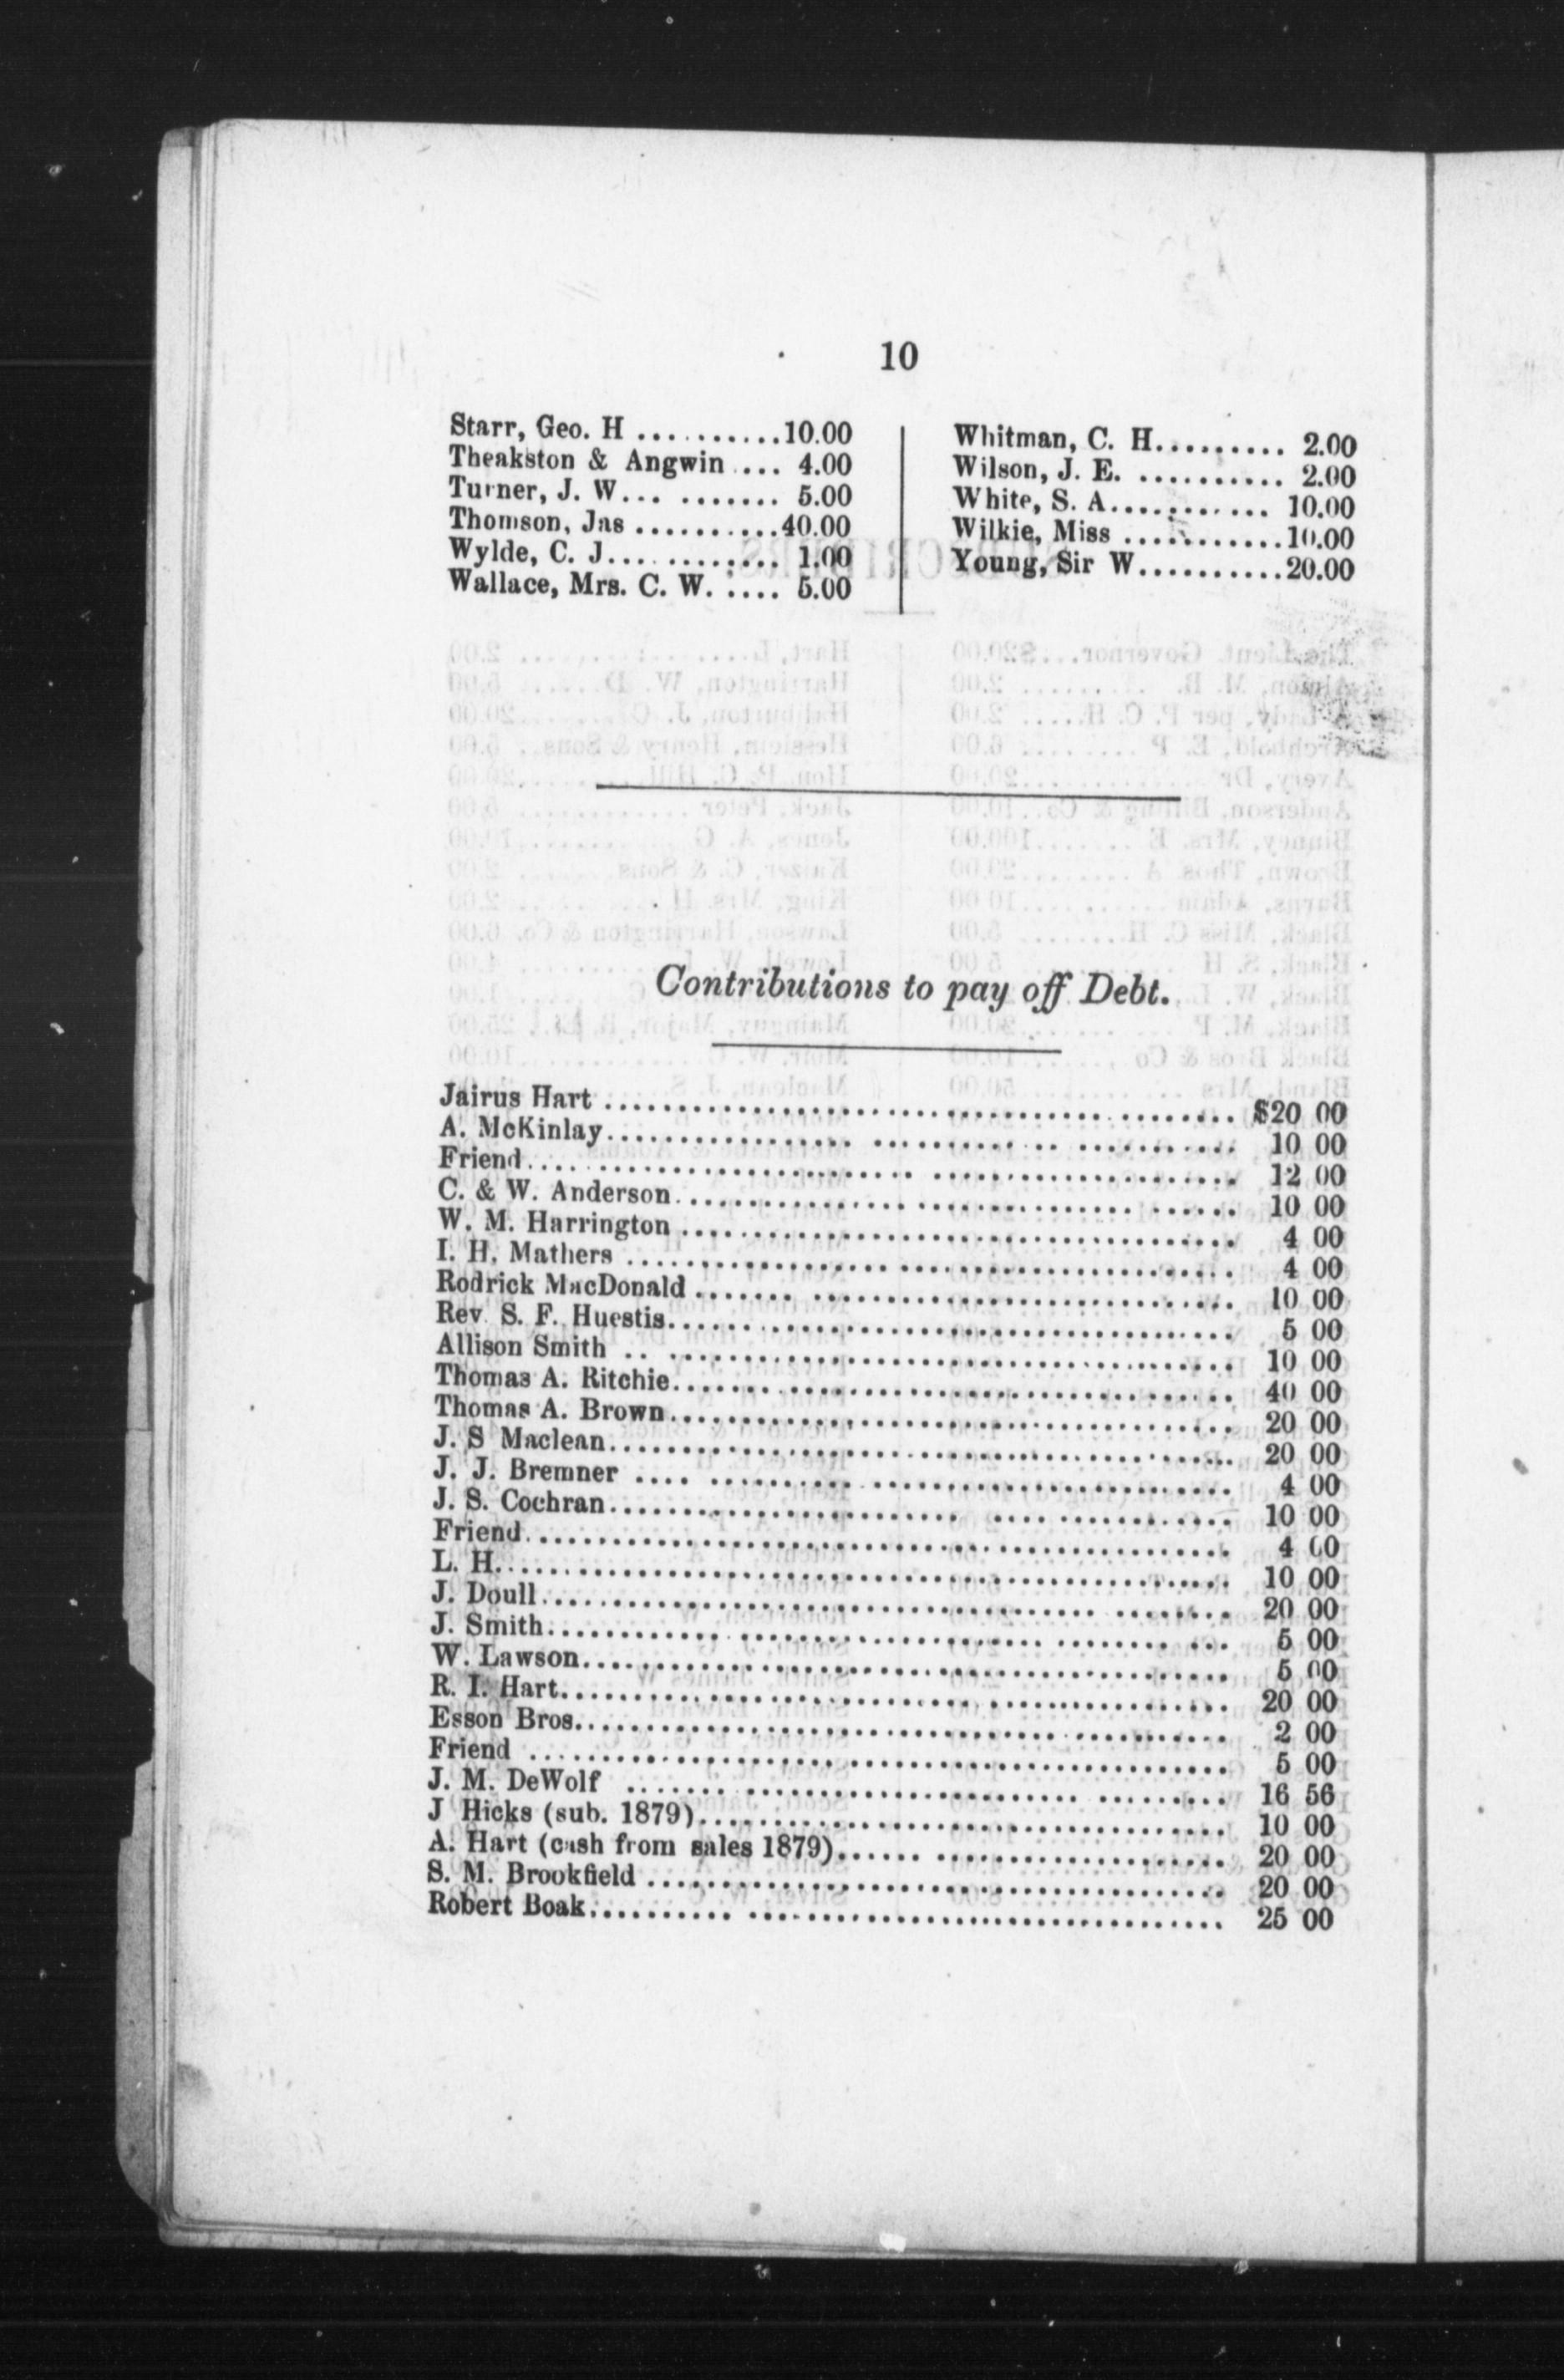 10
Starr, Geo. H ..........10.00
Theakston & Angwin .... 4.00
Turner, J. W... ....... 5.00
Thomson, Jas ...........40.00
Wylde, C. J............. 1.00
Wallace, Mrs. C. W. .... 5.00
Whitman, C. H......... 2.00
Wilson, J. E. .......... 2.00
White, S. A............ 10.00
Wilkie, Miss ...........10.00
Young, Sir W..........20.00
Contributions to pay off Debt.
Jairus Hart ........................................ $20 00
A. McKinlay................. ............. ........... 10 00
Friend.......................... ..................... 12 00
C. & W. Anderson................................ ...... 10 00
W. M. Harrington ...................................... 4 00
I. H. Mathers .................. ....................... 4 00
Rodrick MacDonald ....... ............................. 10 00
Rev. S. F. Huestis...................................... 5 00
Allison Smith .. ...................................... 10 00
Thomas A. Ritchie...................................... 40 00
Thomas A. Brown....................................... 20 00
J. S Maclean........................................... 20 00
J. J. Bremner .... ........... ......................... 4 00
J. S. Cochran........................ .... ............ 10 00
Friend................................................ 4 00
L. H.................................................. 10 00
J. Doull...................................... ........ 20 00
J. Smith............ ..................... ........ ... 5 00
W. Lawson............................................. 5 00
R. I. Hart............................ ................ 20 00
Esson Bros.................................. .......... 2 00
Friend ............................................... 5 00
J. M. DeWolf ....... ....................... ......... 16 56
J Hicks (sub. 1879).................................... 10 00
A. Hart (cash from sales 1879)...... .................... 20 00
S. M. Brookfield ....................................... 20 00
Robert Boak.......... ................................. 25 00